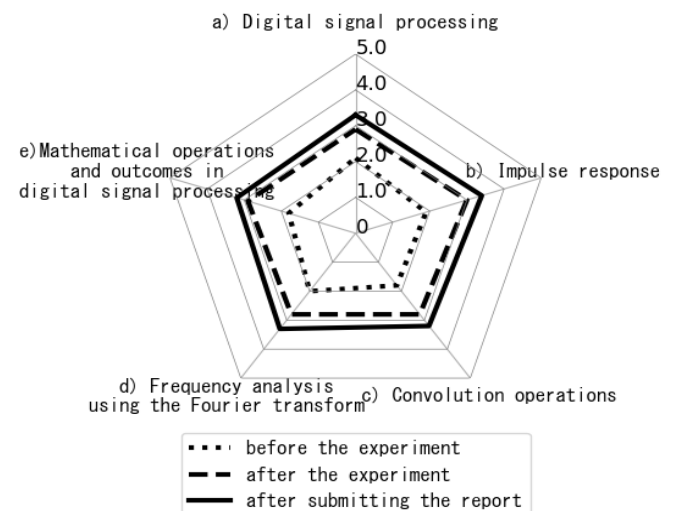 a) Digital signal processing
5.0
4.0
3.0
2.0
1.0
0
b) Impulse response
e)Mathematical operations
and outcomes in
digital signal processing
d) Frequency analysis
using the Fourier transform
c) Convolution operations
before the experiment
after the experiment
after submitting the report